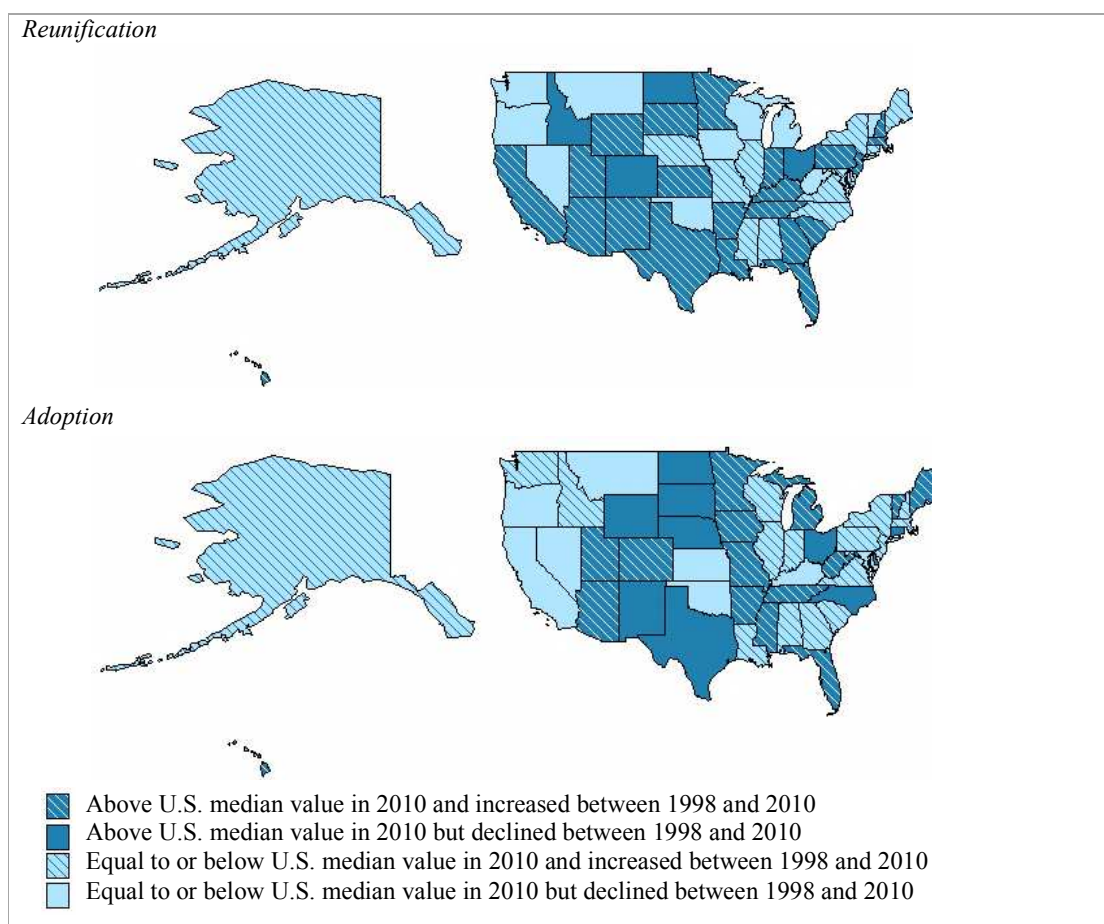 Reunification
Adoption
Above U.S. median value in 2010 and increased between 1998 and 2010
Above U.S. median value in 2010 but declined between 1998 and 2010
Equal to or below U.S. median value in 2010 and increased between 1998 and 2010
Equal to or below U.S. median value in 2010 but declined between 1998 and 2010